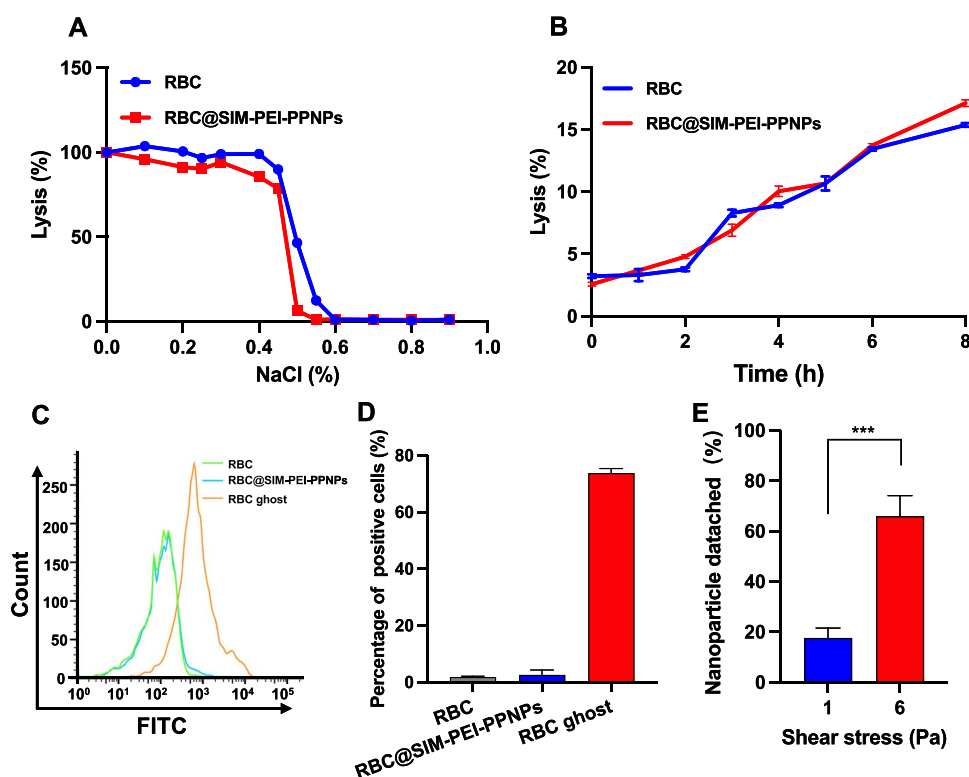 A
150
100
50
0
Lysis (%)
0.0 0.2 0.4 0.6 0.8 1.0
NaCl (%)
RBC
RBC@SIM-PEI-PPNPs
B
20
15
10
5
0
Lysis (%)
0 2 4 6 8
Time (h)
RBC
RBC@SIM-PEI-PPNPs
C
200
150
100
50
0
Count
10⁰ 10¹ 10² 10³ 10⁴ 10⁵
FITC
RBC
RBC@SIM-PEI-PPNPs
RBC ghost
D
80
60
40
20
0
Percentage of positive cells (%)
RBC
RBC@SIM-PEI-PPNPs
RBC ghost
E
100
80
60
40
20
0
Nanoparticle datached (%)
***
1 6
Shear stress (Pa)